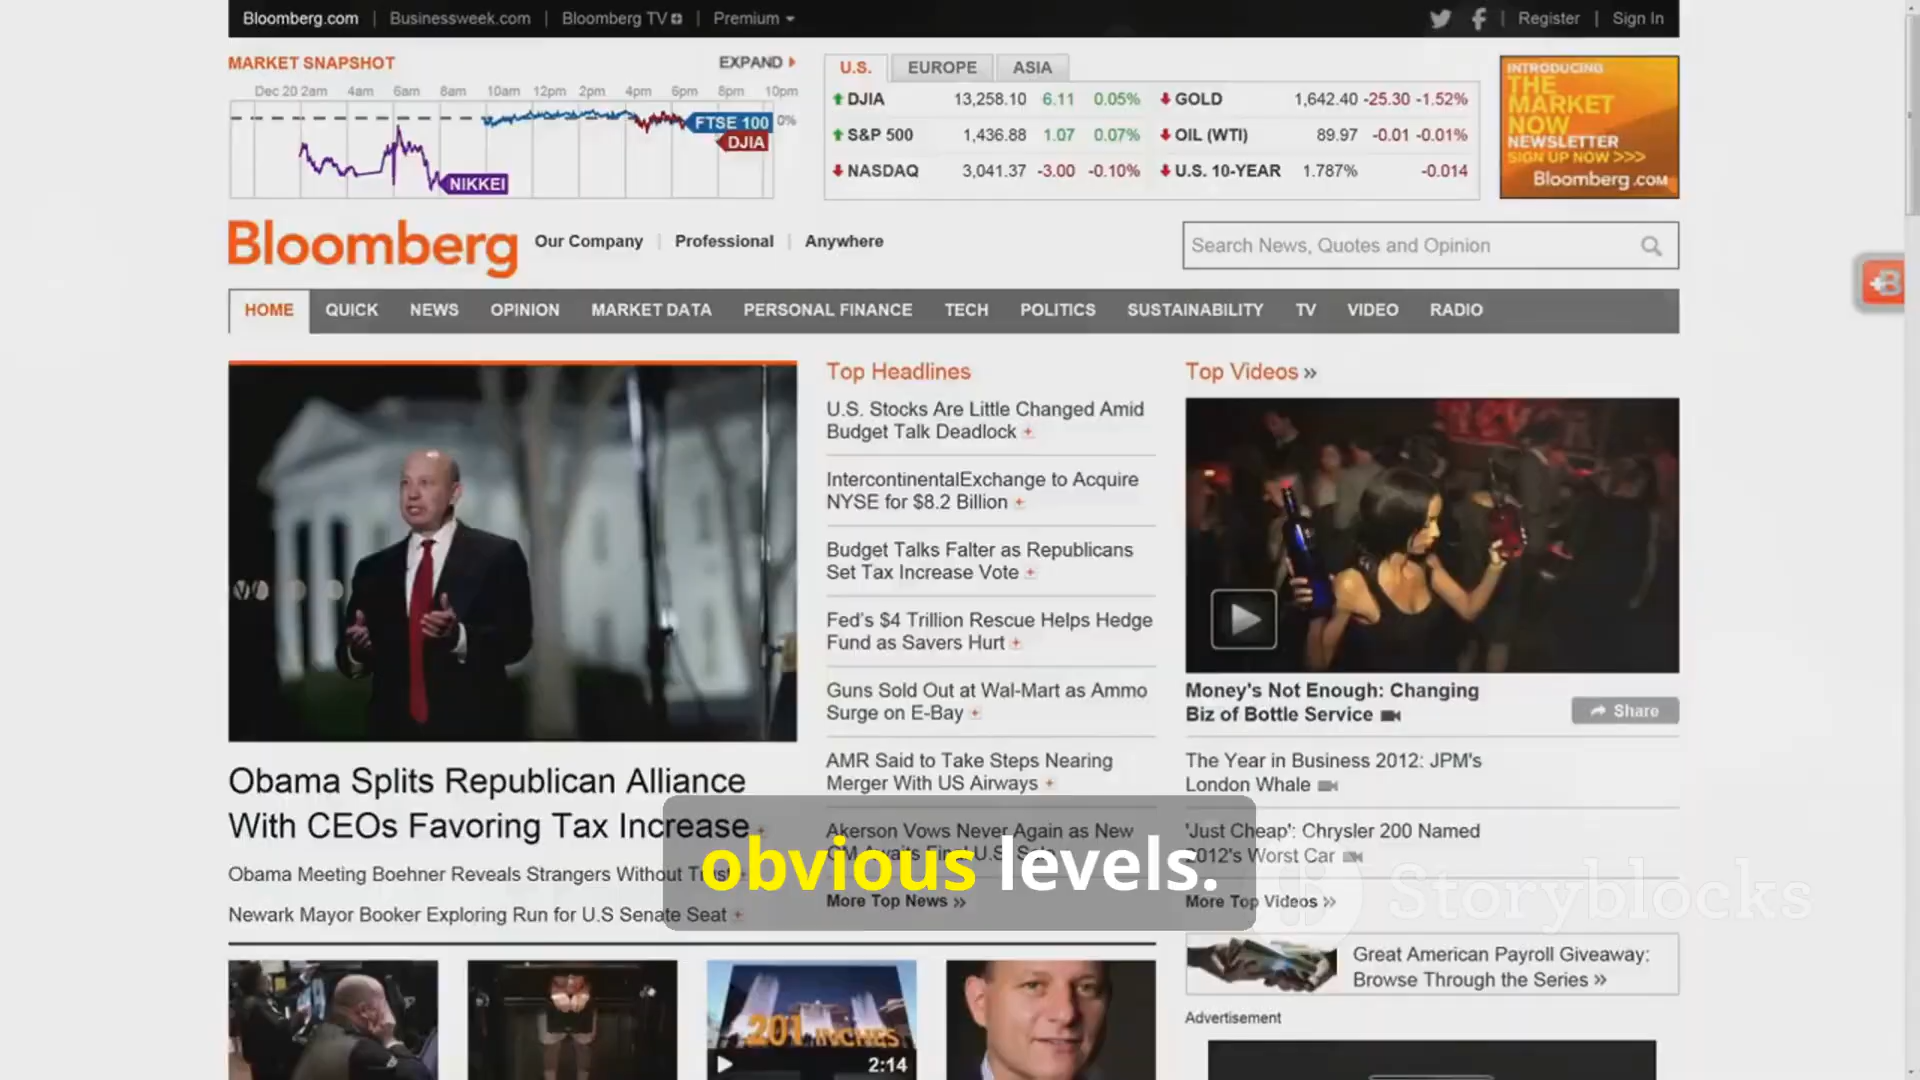 Bloomberg.com | Businessweek.com | Bloomberg TV | Premium
Register | Sign In
MARKET SNAPSHOT
EXPAND
Dec 20 2am 4am 6am 8am 10am 12pm 2pm 4pm 6pm 8pm 10pm
FTSE 100
0%
DJIA
NIKKEI
U.S. EUROPE ASIA
DJIA 13,258.10 6.11 0.05%
S&P 500 1,436.88 1.07 0.07%
NASDAQ 3,041.37 -3.00 -0.10%
GOLD 1,642.40 -25.30 -1.52%
OIL (WTI) 89.97 -0.01 -0.01%
U.S. 10-YEAR 1.787% -0.014
INTRODUCING
THE
MARKET
NOW
NEWSLETTER
SIGN UP NOW >>>
Bloomberg.COM
Bloomberg
Our Company | Professional | Anywhere
Search News, Quotes and Opinion
HOME QUICK NEWS OPINION MARKET DATA PERSONAL FINANCE TECH POLITICS SUSTAINABILITY TV VIDEO RADIO
Obama Splits Republican Alliance
With CEOs Favoring Tax Increase
Obama Meeting Boehner Reveals Strangers Without Trust
Newark Mayor Booker Exploring Run for U.S Senate Seat
Top Headlines
U.S. Stocks Are Little Changed Amid
Budget Talk Deadlock
IntercontinentalExchange to Acquire
NYSE for $8.2 Billion
Budget Talks Falter as Republicans
Set Tax Increase Vote
Fed's $4 Trillion Rescue Helps Hedge
Fund as Savers Hurt
Guns Sold Out at Wal-Mart as Ammo
Surge on E-Bay
AMR Said to Take Steps Nearing
Merger With US Airways
Akerson Vows Never Again as New
GM Awaits Final U.S. Sale
More Top News »
Top Videos »
Money's Not Enough: Changing
Biz of Bottle Service
Share
The Year in Business 2012: JPM's
London Whale
'Just Cheap': Chrysler 200 Named
2012's Worst Car
More Top Videos »
Great American Payroll Giveaway:
Browse Through the Series »
Advertisement
201 INCHES
2:14
obvious levels.
Storyblocks